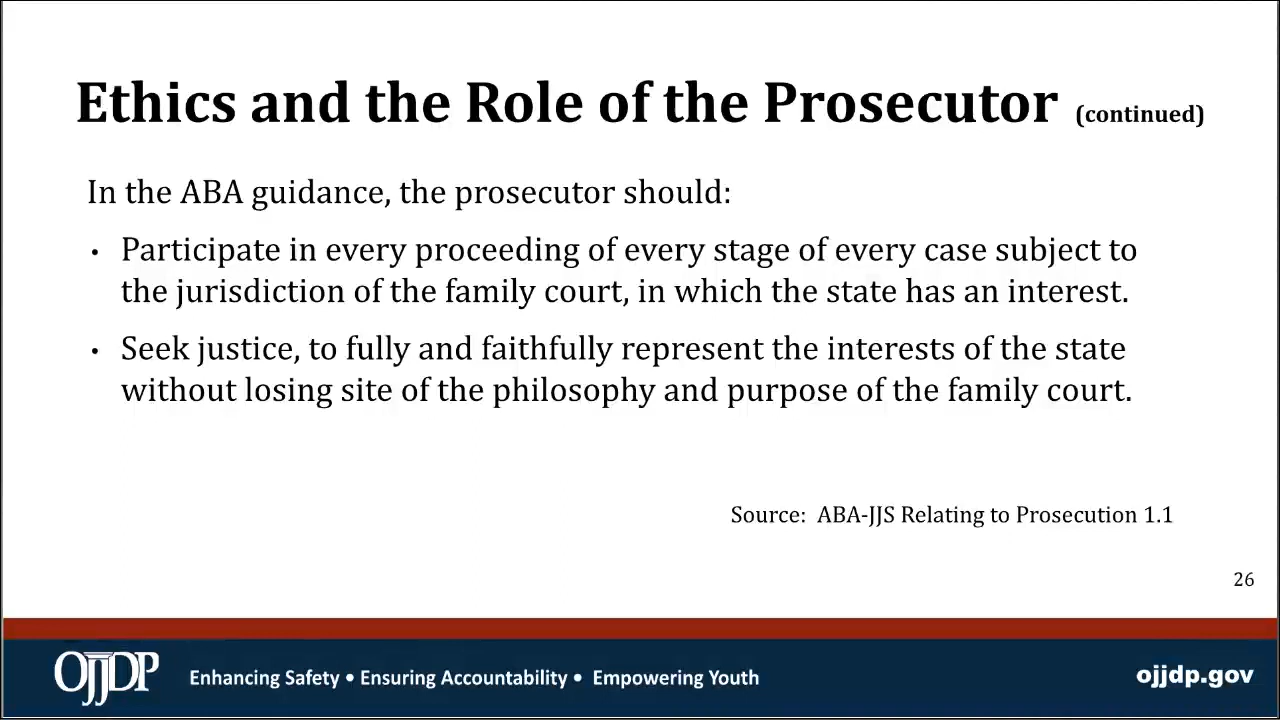 Ethics and the Role of the Prosecutor (continued)
In the ABA guidance, the prosecutor should:
• Participate in every proceeding of every stage of every case subject to
the jurisdiction of the family court, in which the state has an interest.
• Seek justice, to fully and faithfully represent the interests of the state
without losing site of the philosophy and purpose of the family court.
Source: ABA-JJS Relating to Prosecution 1.1
26
OJJDP Enhancing Safety • Ensuring Accountability • Empowering Youth ojjdp.gov